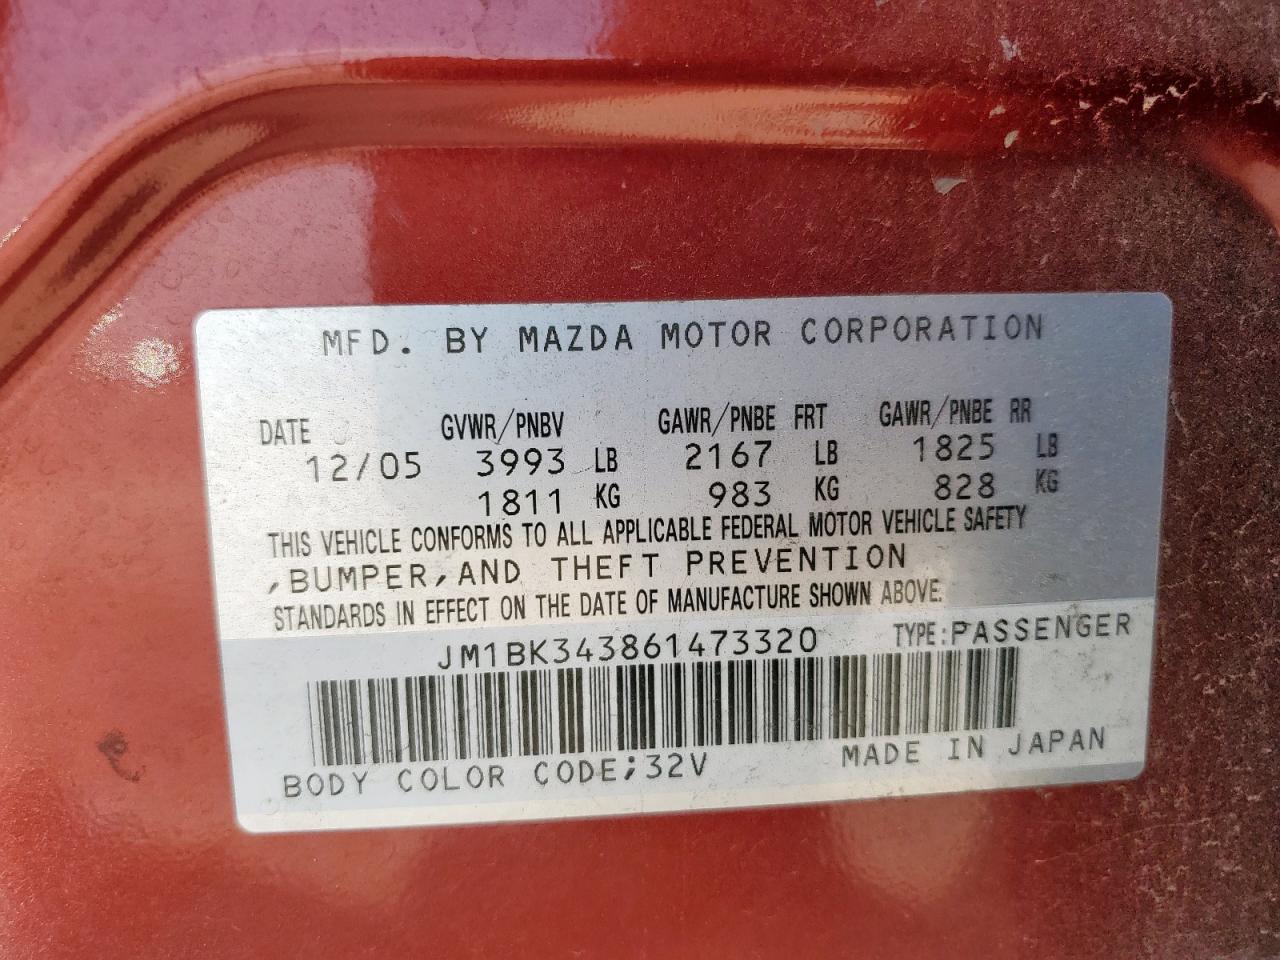 MFD. BY MAZDA MOTOR CORPORATION
DATE GVWR/PNBV GAWR/PNBE FRT GAWR/PNBE RR
12/05 3993 LB 2167 LB 1825 LB
1811 KG 983 KG 828 KG
THIS VEHICLE CONFORMS TO ALL APPLICABLE FEDERAL MOTOR VEHICLE SAFETY
,BUMPER,AND THEFT PREVENTION
STANDARDS IN EFFECT ON THE DATE OF MANUFACTURE SHOWN ABOVE.
JM1BK343861473320 TYPE:PASSENGER
BODY COLOR CODE;32V MADE IN JAPAN